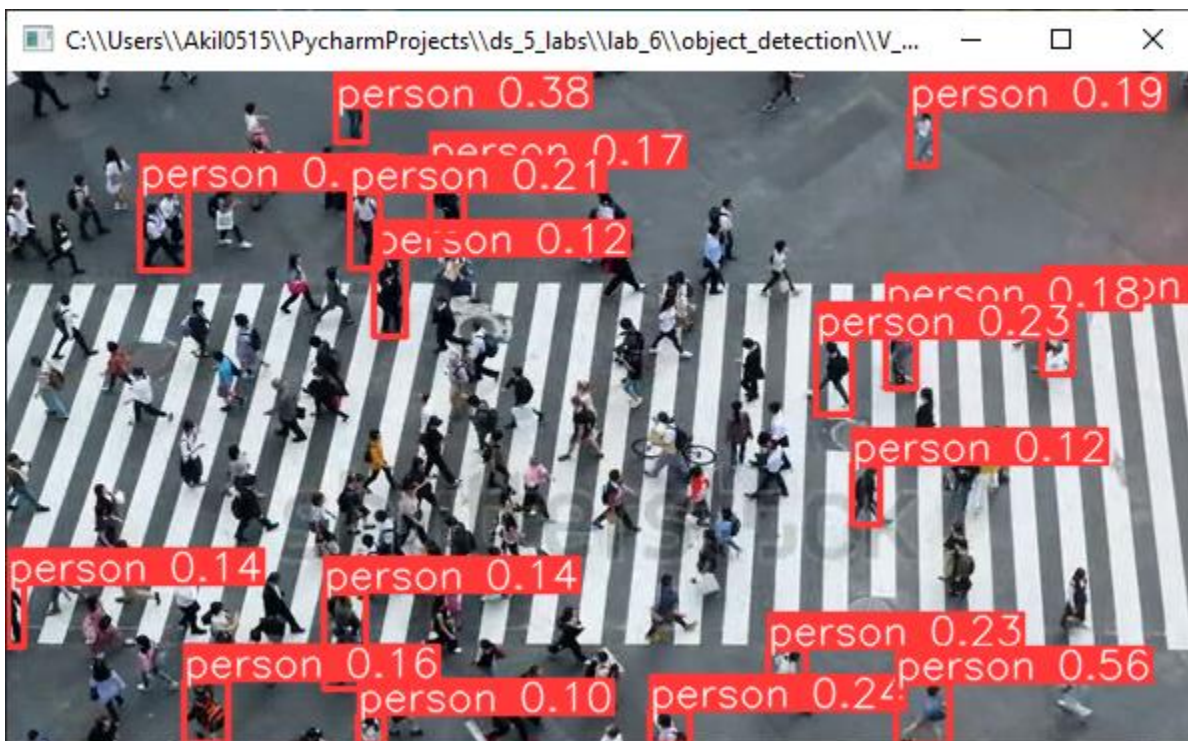 C:\\Users\\Akil0515\\PycharmProjects\\ds_5_labs\\lab_6\\object_detection\\V_...
person 0.38
person 0.19
person 0.17
person 0. person 0.21
person 0.12
person 0.18
person 0.23
person 0.12
person 0.14
person 0.14
person 0.23
person 0.16
person 0.56
person 0.10
person 0.24